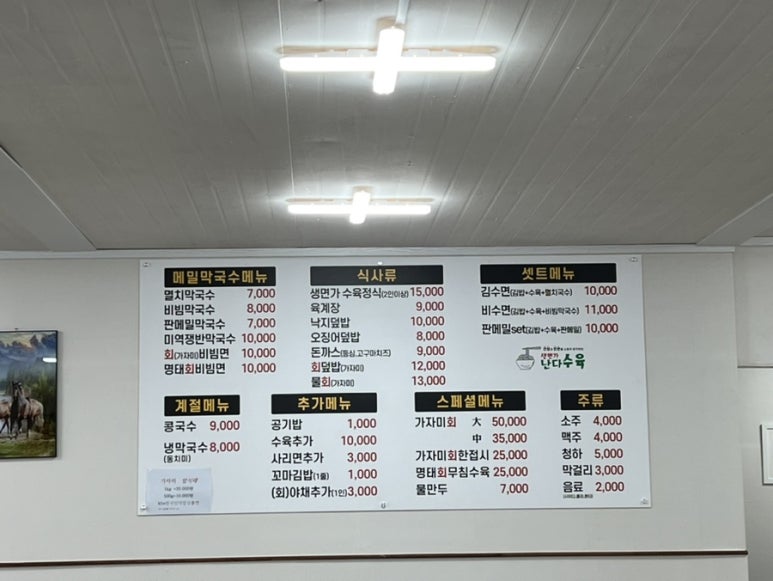 메밀막국수메뉴
멸치막국수 7,000
비빔막국수 8,000
판메밀막국수 7,000
미역쟁반막국수 10,000
회(가자미)비빔면 10,000
명태회비빔면 10,000
식사류
생면가 수육정식(2인이상) 15,000
육계장 9,000
낙지덮밥 10,000
오징어덮밥 8,000
돈까스(등심,고구마치즈) 9,000
회덮밥(가자미) 12,000
물회(가자미) 13,000
셋트메뉴
김수면(김밥+수육+멸치국수) 10,000
비수면(김밥+수육+비빔막국수) 11,000
판메밀set(김밥+수육+판메밀) 10,000
생면가
난다수육
계절메뉴
콩국수 9,000
냉막국수 8,000
(동치미)
추가메뉴
공기밥 1,000
수육추가 10,000
사리면추가 3,000
꼬마김밥(1줄) 1,000
(회)야채추가(1인) 3,000
스페셜메뉴
가자미회 大 50,000
中 35,000
가자미회한접시 25,000
명태회무침수육 25,000
물만두 7,000
주류
소주 4,000
맥주 4,000
청하 5,000
막걸리 3,000
음료 2,000